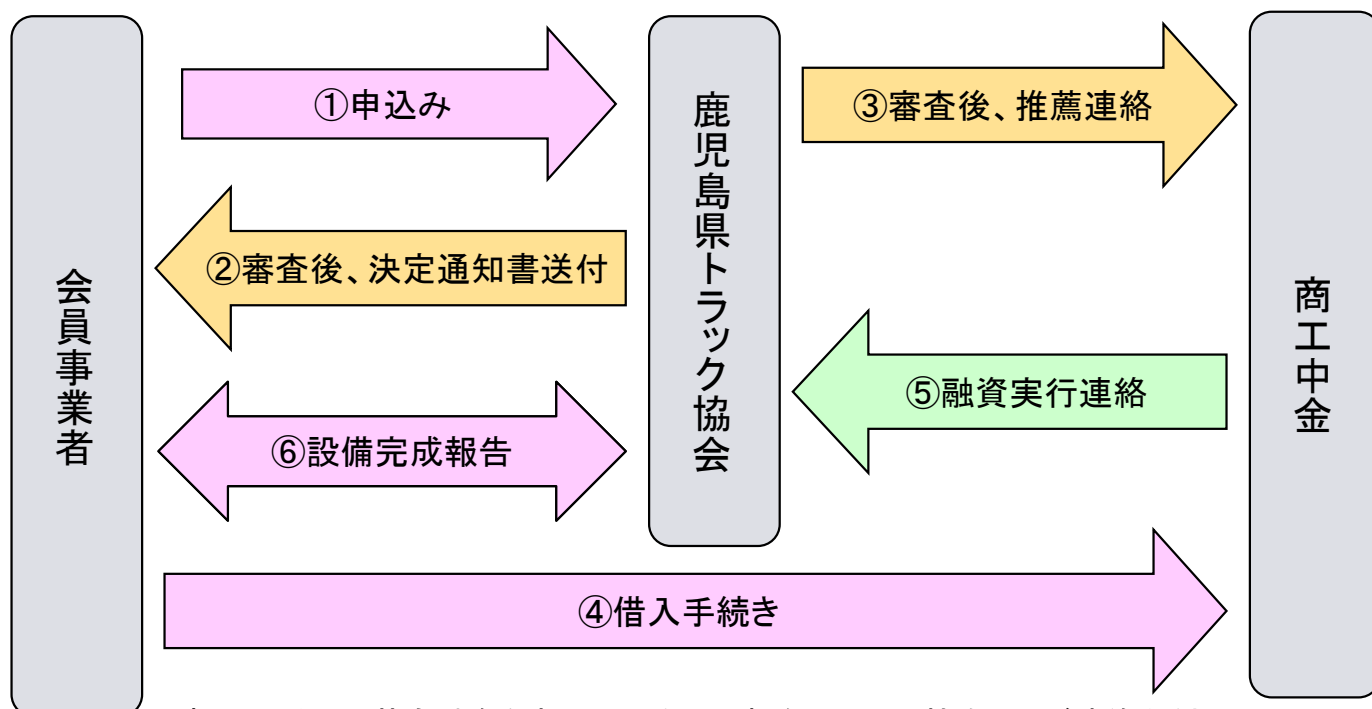 会員事業者
鹿児島県トラック協会
商工中金
①申込み
②審査後、決定通知書送付
③審査後、推薦連絡
④借入手続き
⑤融資実行連絡
⑥設備完成報告